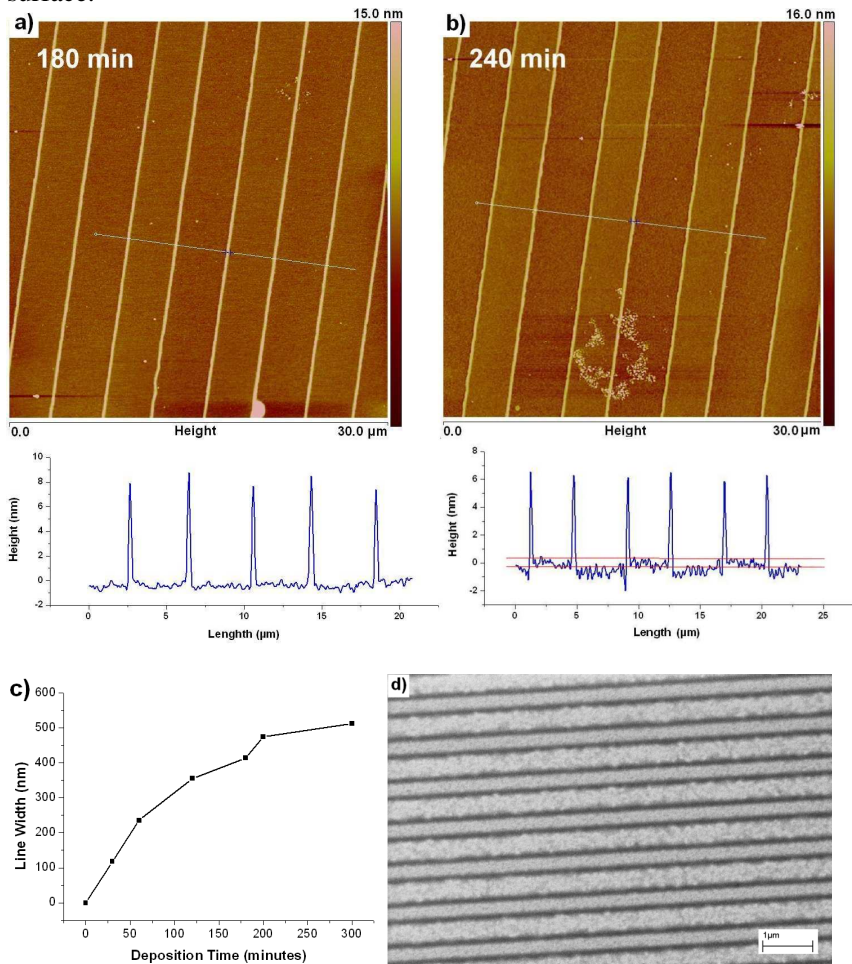 surface.
a)
15.0 nm
180 min
0.0
Height
30.0 µm
b)
16.0 nm
240 min
0.0
Height
30.0 µm
10
8
6
4
2
0
-2
Height (nm)
0
5
10
15
20
Lenghth (µm)
8
6
4
2
0
-2
Height (nm)
0
5
10
15
20
25
Length (µm)
c)
600
500
400
300
200
100
0
Line Width (nm)
0
50
100
150
200
250
300
Deposition Time (minutes)
d)
1µm